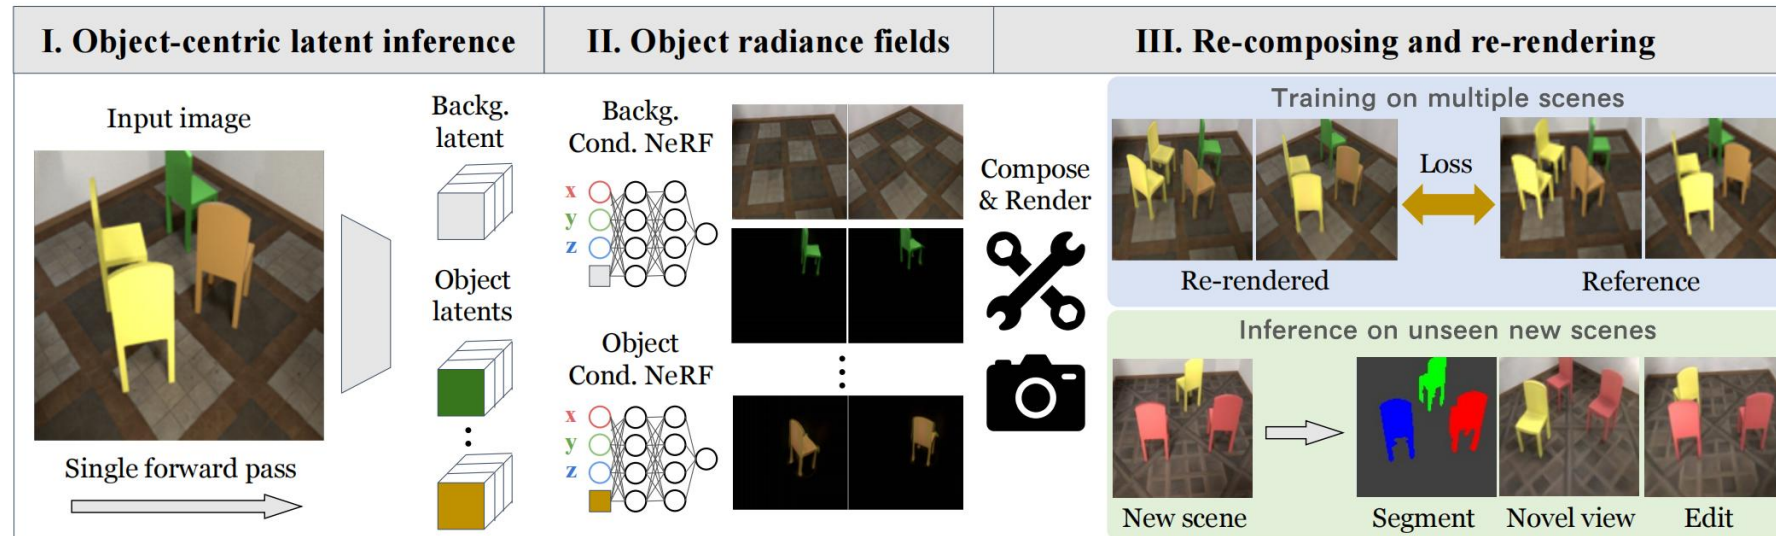 I. Object-centric latent inference
II. Object radiance fields
III. Re-composing and re-rendering
Input image
Single forward pass
Backg.
latent
Object
latents
Backg.
Cond. NeRF
x
y
z
Object
Cond. NeRF
x
y
z
Compose
& Render
Training on multiple scenes
Loss
Re-rendered
Reference
Inference on unseen new scenes
New scene
Segment
Novel view
Edit